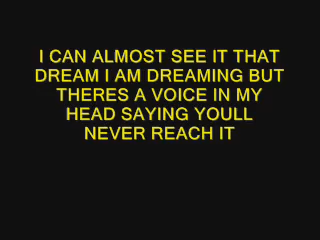 I CAN ALMOST SEE IT THAT
DREAM I AM DREAMING BUT
THERES A VOICE IN MY
HEAD SAYING YOULL
NEVER REACH IT